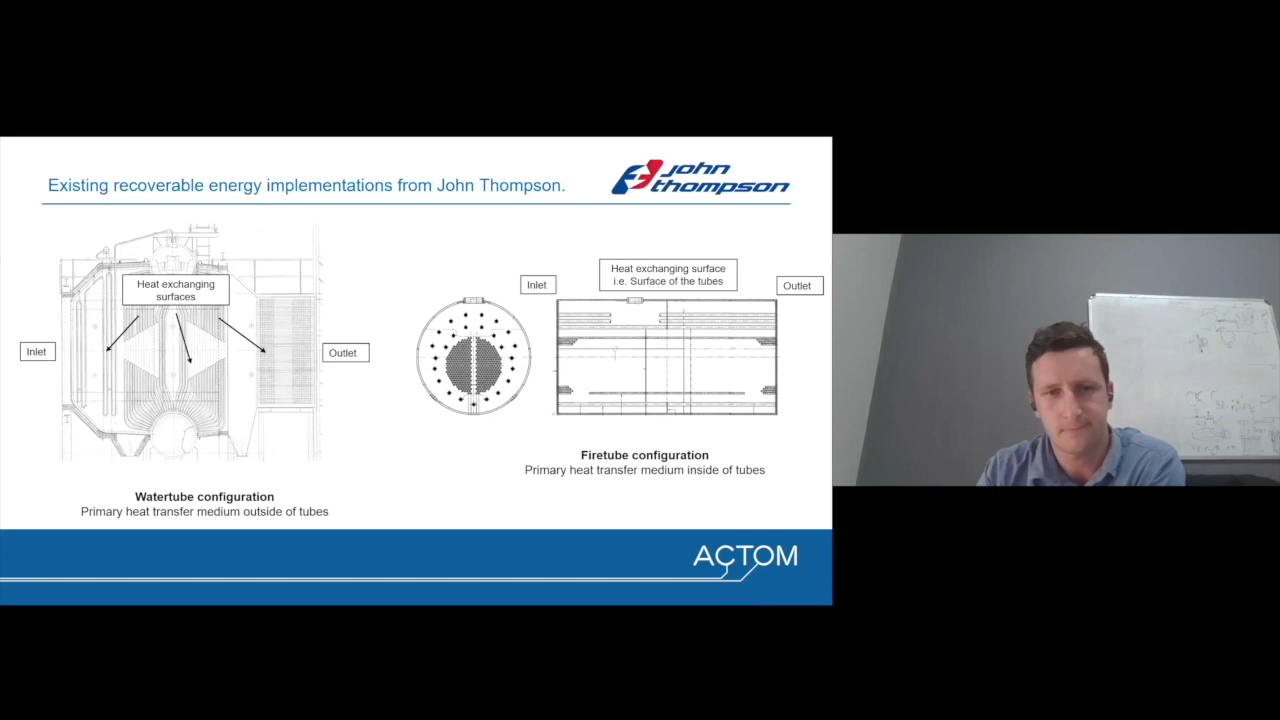 Existing recoverable energy implementations from John Thompson.
john
thompson
Heat exchanging
surfaces
Inlet
Outlet
Watertube configuration
Primary heat transfer medium outside of tubes
Inlet
Heat exchanging surface
i.e. Surface of the tubes
Outlet
Firetube configuration
Primary heat transfer medium inside of tubes
ACTOM